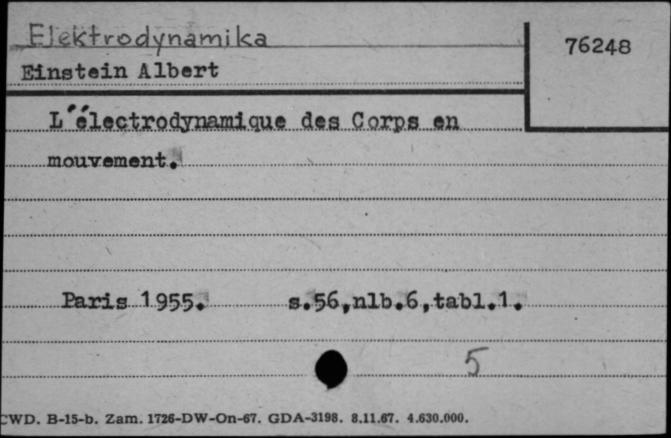 Elektrodynamika
76248
Einstein Albert
L´´electrodynamique des Corps en
mouvement.
Paris 1955. s.56,nlb.6,tabl.1.
5
CWD. B-15-b. Zam. 1726-DW-On-67. GDA-3198. 8.11.67. 4.630.000.